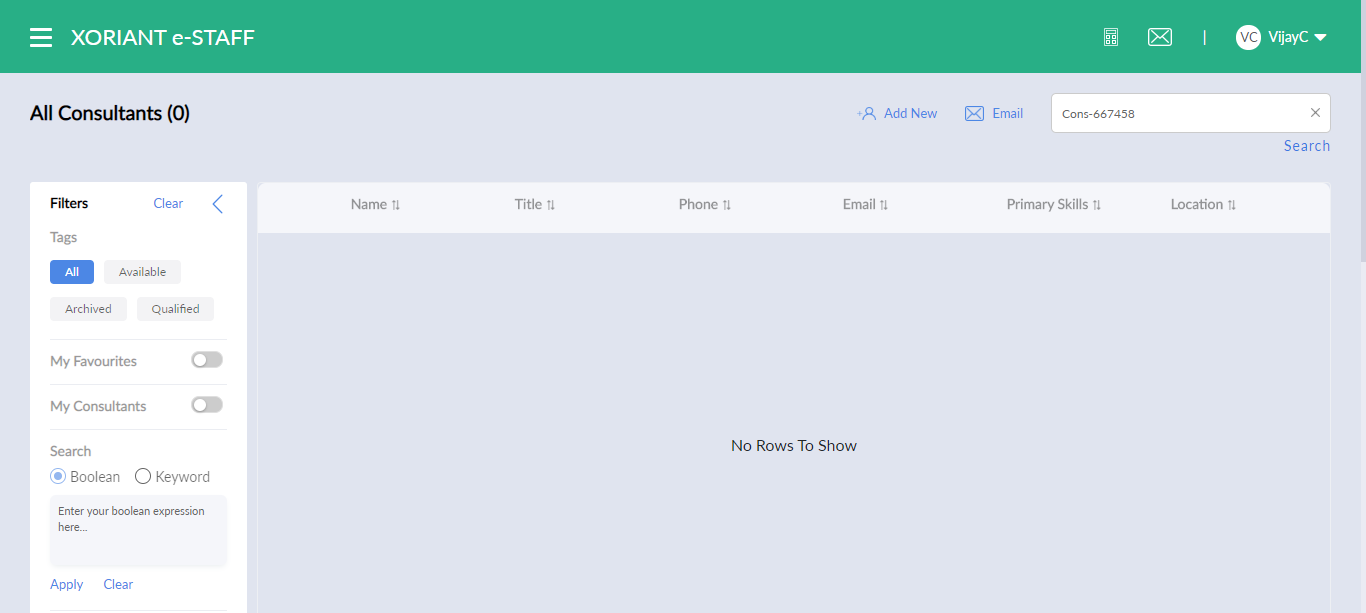 XORIANT e-STAFF
| VC VijayC
All Consultants (0)
Add New Email Cons-667458
Search
Filters Clear
Name Title Phone Email Primary Skills Location
Tags
All Available
Archived Qualified
My Favourites
My Consultants
No Rows To Show
Search
Boolean Keyword
Enter your boolean expression
here...
Apply Clear